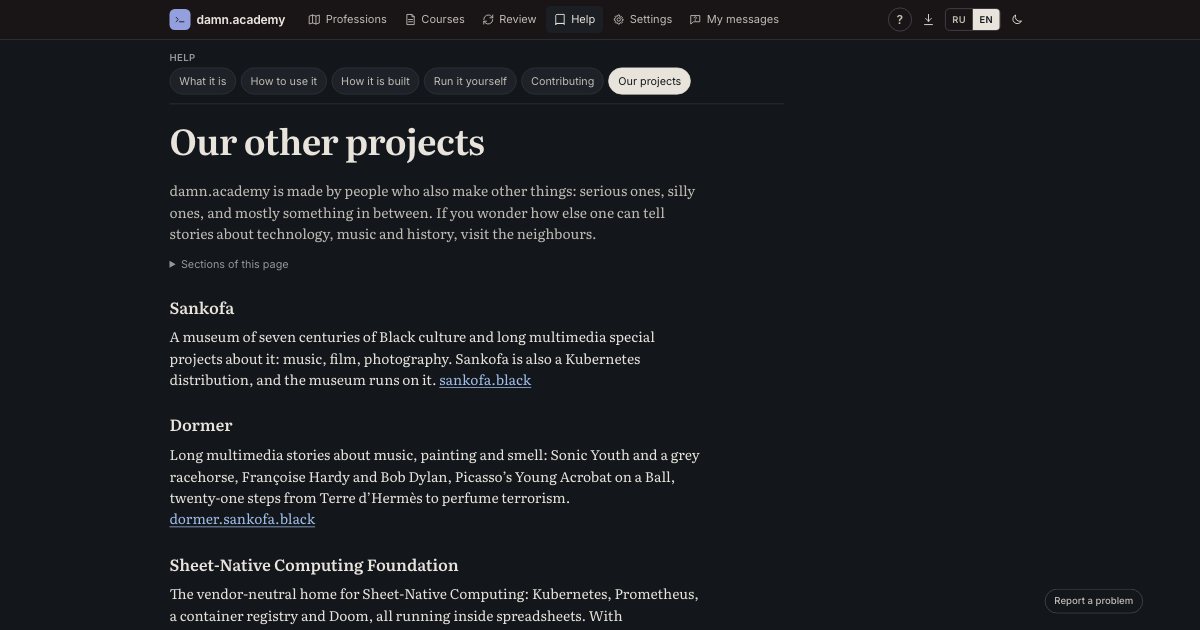 damn.academy
Professions
Courses
Review
Help
Settings
My messages
?
RU
EN
HELP
What it is
How to use it
How it is built
Run it yourself
Contributing
Our projects
Our other projects
damn.academy is made by people who also make other things: serious ones, silly
ones, and mostly something in between. If you wonder how else one can tell
stories about technology, music and history, visit the neighbours.
Sections of this page
Sankofa
A museum of seven centuries of Black culture and long multimedia special
projects about it: music, film, photography. Sankofa is also a Kubernetes
distribution, and the museum runs on it. sankofa.black
Dormer
Long multimedia stories about music, painting and smell: Sonic Youth and a grey
racehorse, Françoise Hardy and Bob Dylan, Picasso’s Young Acrobat on a Ball,
twenty-one steps from Terre d’Hermès to perfume terrorism.
dormer.sankofa.black
Sheet-Native Computing Foundation
The vendor-neutral home for Sheet-Native Computing: Kubernetes, Prometheus,
a container registry and Doom, all running inside spreadsheets. With
Report a problem